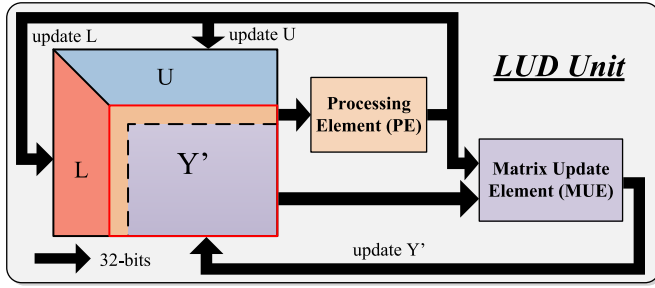 update L
update U
LUD Unit
U
Processing
Element (PE)
L
Y’
Matrix Update
Element (MUE)
update Y’
32-bits